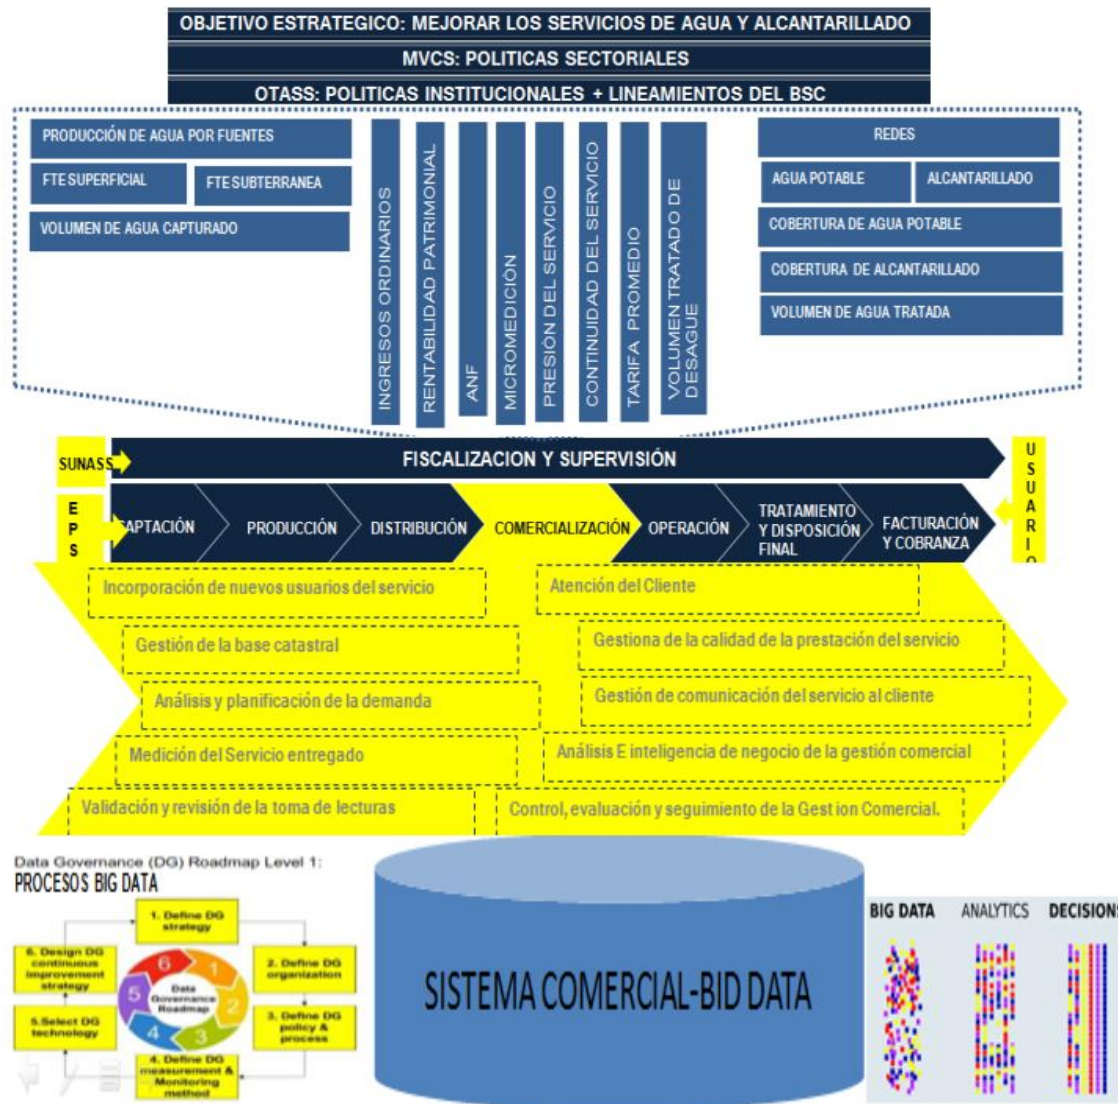 OBJETIVO ESTRATEGICO: MEJORAR LOS SERVICIOS DE AGUA Y ALCANTARILLADO
MVCS: POLITICAS SECTORIALES
OTASS: POLITICAS INSTITUCIONALES + LINEAMIENTOS DEL BSC
PRODUCCIÓN DE AGUA POR FUENTES
FTE SUPERFICIAL
FTE SUBTERRANEA
VOLUMEN DE AGUA CAPTURADO
INGRESOS ORDINARIOS
RENTABILIDAD PATRIMONIAL
ANF
MICROMEDICIÓN
PRESIÓN DEL SERVICIO
CONTINUIDAD DEL SERVICIO
TARIFA PROMEDIO
VOLUMEN TRATADO DE
DESAGUE
REDES
AGUA POTABLE
ALCANTARILLADO
COBERTURA DE AGUA POTABLE
COBERTURA DE ALCANTARILLADO
VOLUMEN DE AGUA TRATADA
SUNASS
FISCALIZACION Y SUPERVISIÓN
USUARIO
EPS
CAPTACIÓN
PRODUCCIÓN
DISTRIBUCIÓN
COMERCIALIZACIÓN
OPERACIÓN
TRATAMIENTO
Y DISPOSICIÓN
FINAL
FACTURACIÓN
Y COBRANZA
Incorporación de nuevos usuarios del servicio
Gestión de la base catastral
Análisis y planificación de la demanda
Medición del Servicio entregado
Validación y revisión de la toma de lecturas
Atención del Cliente
Gestiona de la calidad de la prestación del servicio
Gestión de comunicación del servicio al cliente
Análisis E inteligencia de negocio de la gestión comercial
Control, evaluación y seguimiento de la Gest ion Comercial.
Data Governance (DG) Roadmap Level 1:
PROCESOS BIG DATA
1. Define DG
strategy
2. Define DG
organization
3. Define DG
policy &
process
4. Define DG
measurement &
Monitoring
method
5.Select DG
technology
6. Design DG
continuous
improvement
strategy
Data
Governance
Roadmap
1
2
3
4
5
6
SISTEMA COMERCIAL-BID DATA
BIG DATA
ANALYTICS
DECISIONS